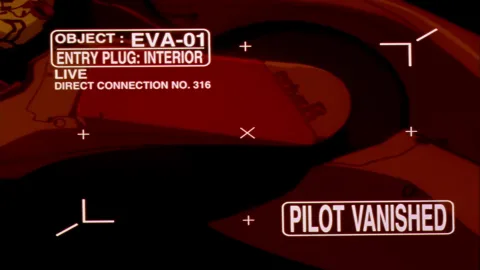 OBJECT : EVA-01
ENTRY PLUG: INTERIOR
LIVE
DIRECT CONNECTION NO. 316
PILOT VANISHED